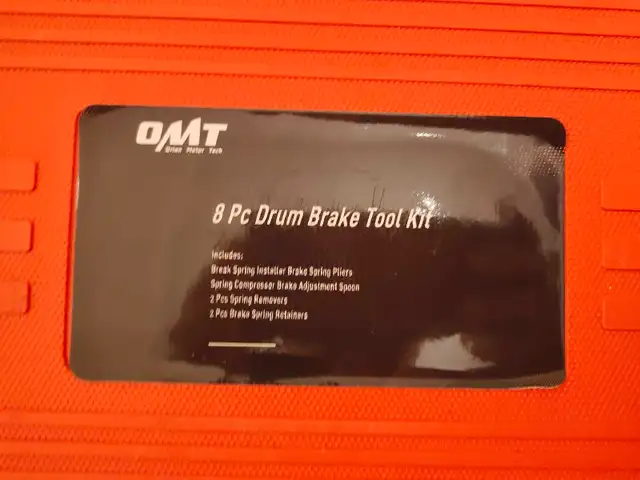 OMT
Orion Motor Tech
8 Pc Drum Brake Tool Kit
Includes:
Break Spring Installer Brake Spring Pliers
Spring Compressor Brake Adjustment Spoon
2 Pcs Spring Removers
2 Pcs Brake Spring Retainers